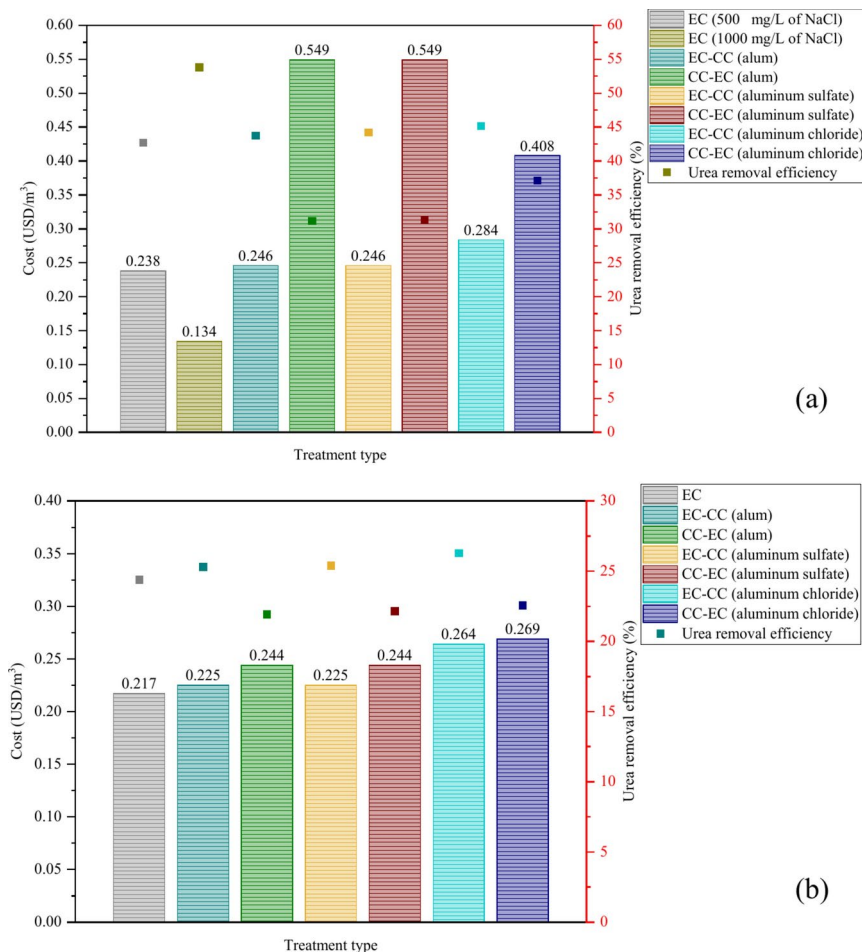 0.60
0.55
0.50
0.45
0.40
0.35
0.30
0.25
0.20
0.15
0.10
0.05
0.00
Cost (USD/m³)
0.238
0.134
0.246
0.549
0.246
0.549
0.284
0.408
Treatment type
60
55
50
45
40
35
30
25
20
15
10
5
0
Urea removal efficiency (%)
EC (500 mg/L of NaCl)
EC (1000 mg/L of NaCl)
EC-CC (alum)
CC-EC (alum)
EC-CC (aluminum sulfate)
CC-EC (aluminum sulfate)
EC-CC (aluminum chloride)
CC-EC (aluminum chloride)
Urea removal efficiency
(a)
0.40
0.35
0.30
0.25
0.20
0.15
0.10
0.05
0.00
Cost (USD/m³)
0.217
0.225
0.244
0.225
0.244
0.264
0.269
Treatment type
30
25
20
15
10
5
0
Urea removal efficiency (%)
EC
EC-CC (alum)
CC-EC (alum)
EC-CC (aluminum sulfate)
CC-EC (aluminum sulfate)
EC-CC (aluminum chloride)
CC-EC (aluminum chloride)
Urea removal efficiency
(b)